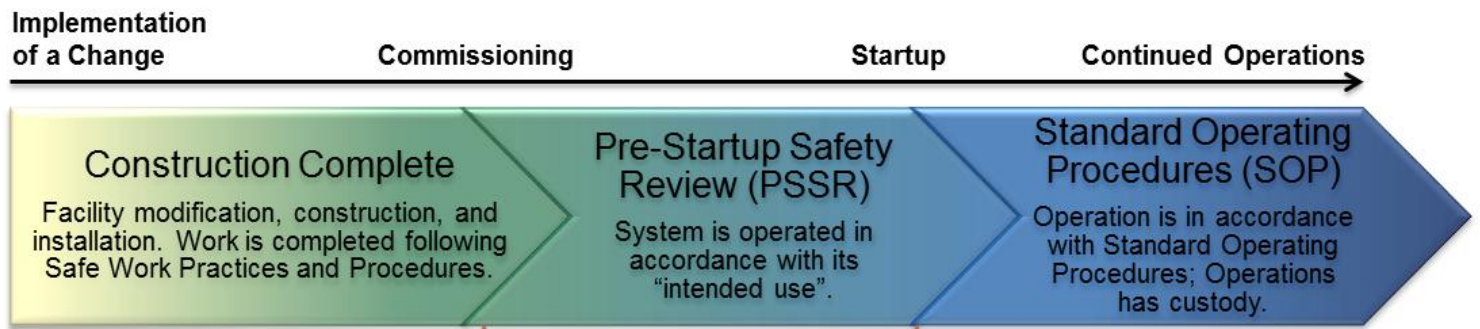 Implementation
of a Change
Commissioning
Startup
Continued Operations
Construction Complete
Facility modification, construction, and
installation. Work is completed following
Safe Work Practices and Procedures.
Pre-Startup Safety
Review (PSSR)
System is operated in
accordance with its
“intended use”.
Standard Operating
Procedures (SOP)
Operation is in accordance
with Standard Operating
Procedures; Operations
has custody.